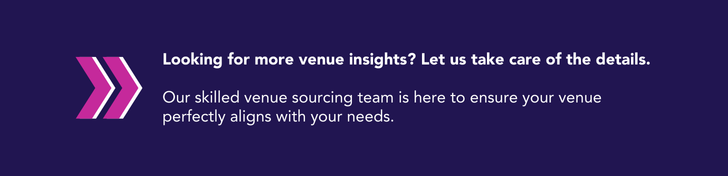 Looking for more venue insights? Let us take care of the details.
Our skilled venue sourcing team is here to ensure your venue
perfectly aligns with your needs.